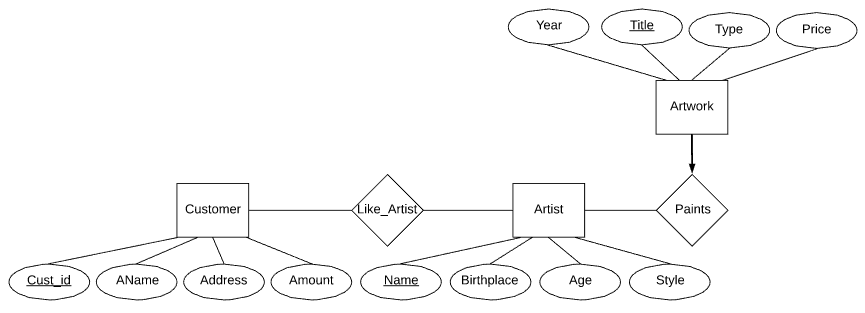 Year
Title
Type
Price
Artwork
Customer
Like_Artist
Artist
Paints
Cust_id
AName
Address
Amount
Name
Birthplace
Age
Style